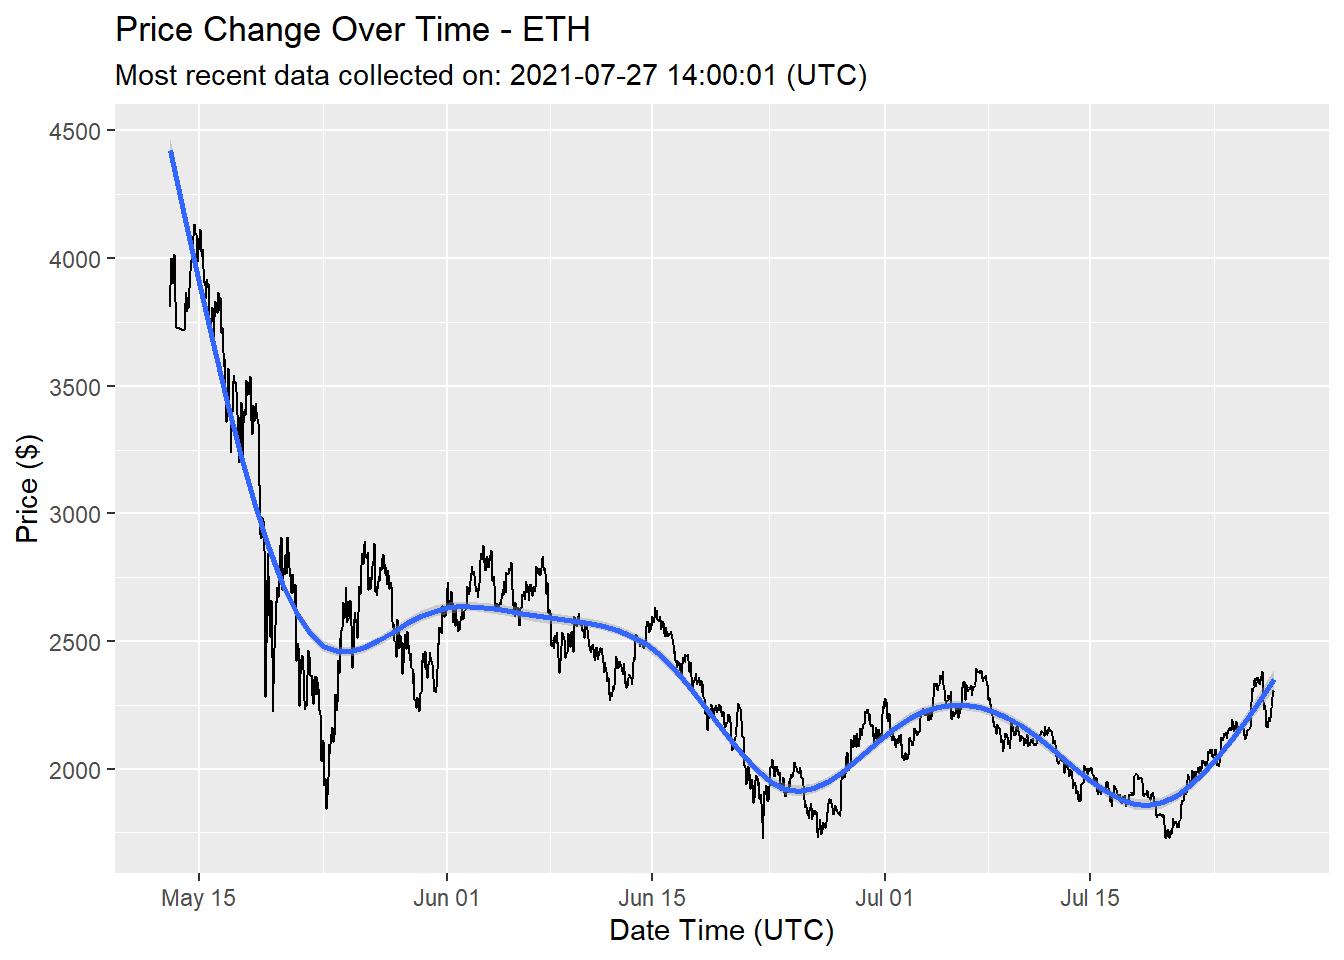 Price Change Over Time - ETH
Most recent data collected on: 2021-07-27 14:00:01 (UTC)
Price ($)
4500
4000
3500
3000
2500
2000
May 15
Jun 01
Jun 15
Jul 01
Jul 15
Date Time (UTC)